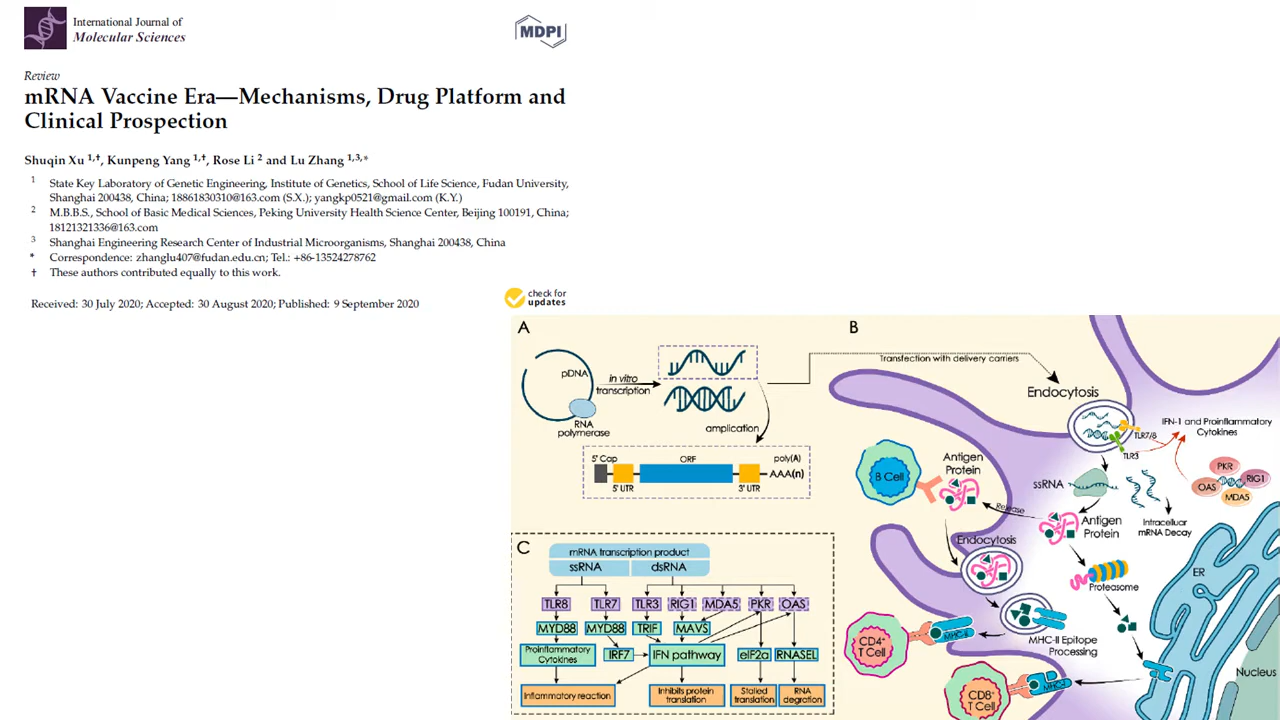 International Journal of
Molecular Sciences
MDPI
Review
mRNA Vaccine Era—Mechanisms, Drug Platform and
Clinical Prospection
Shuqin Xu 1,†, Kunpeng Yang 1,†, Rose Li 2 and Lu Zhang 1,3,*
1 State Key Laboratory of Genetic Engineering, Institute of Genetics, School of Life Science, Fudan University,
Shanghai 200438, China; 18861830310@163.com (S.X.); yangkp0521@gmail.com (K.Y.)
2 M.B.B.S., School of Basic Medical Sciences, Peking University Health Science Center, Beijing 100191, China;
18121321336@163.com
3 Shanghai Engineering Research Center of Industrial Microorganisms, Shanghai 200438, China
* Correspondence: zhanglu407@fudan.edu.cn; Tel.: +86-13524278762
† These authors contributed equally to this work.
Received: 30 July 2020; Accepted: 30 August 2020; Published: 9 September 2020
check for
updates
A
pDNA
in vitro
transcription
RNA
polymerase
amplication
5' Cap
ORF
poly(A)
AAA(n)
5' UTR
3' UTR
B
Transfection with delivery carriers
Endocytosis
IFN-1 and Proinflammatory
Cytokines
TLR7/8
TLR3
PKR
OAS
RIG1
MDA5
B Cell
Antigen
Protein
ssRNA
Release
Antigen
Protein
Intracelluar
mRNA Decay
Endocytosis
Proteasome
ER
MHC-II Epitope
Processing
CD4+
T Cell
MHC-II
CD8+
T Cell
MHC-I
Nucleus
C
mRNA transcription product
ssRNA
dsRNA
TLR8
TLR7
TLR3
RIG1
MDA5
PKR
OAS
MYD88
MYD88
TRIF
MAVS
Proinflammatory
Cytokines
IRF7
IFN pathway
eIF2a
RNASEL
Inflammatory reaction
Inhibits protein
translation
Stalled
translation
RNA
degration